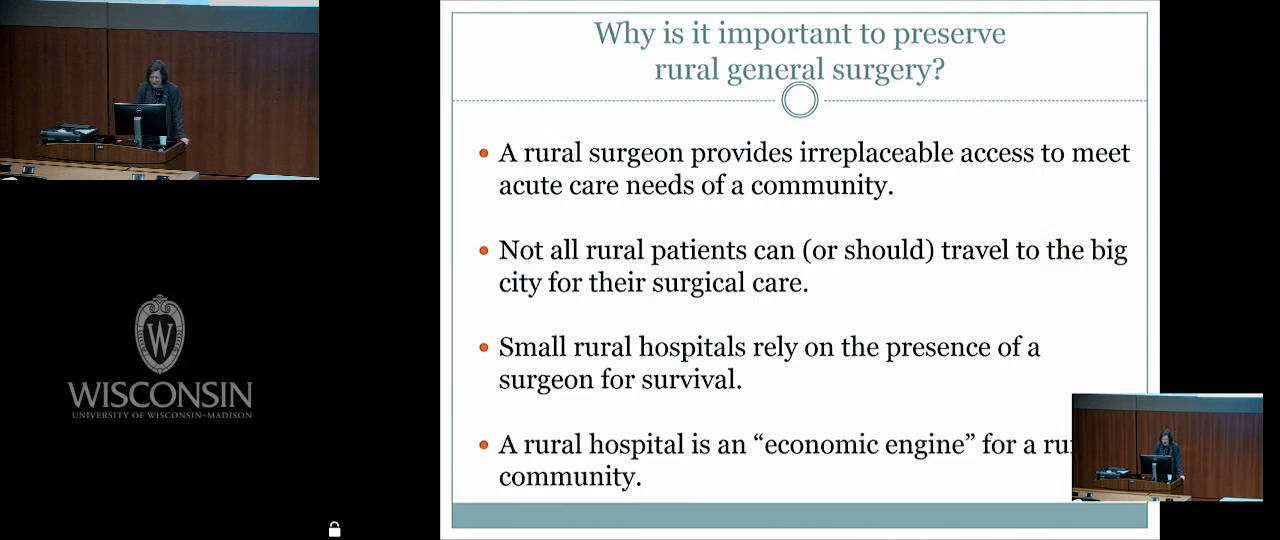 Why is it important to preserve
rural general surgery?
A rural surgeon provides irreplaceable access to meet
acute care needs of a community.
Not all rural patients can (or should) travel to the big
city for their surgical care.
Small rural hospitals rely on the presence of a
surgeon for survival.
A rural hospital is an “economic engine” for a
community.
W
WISCONSIN
UNIVERSITY OF WISCONSIN–MADISON